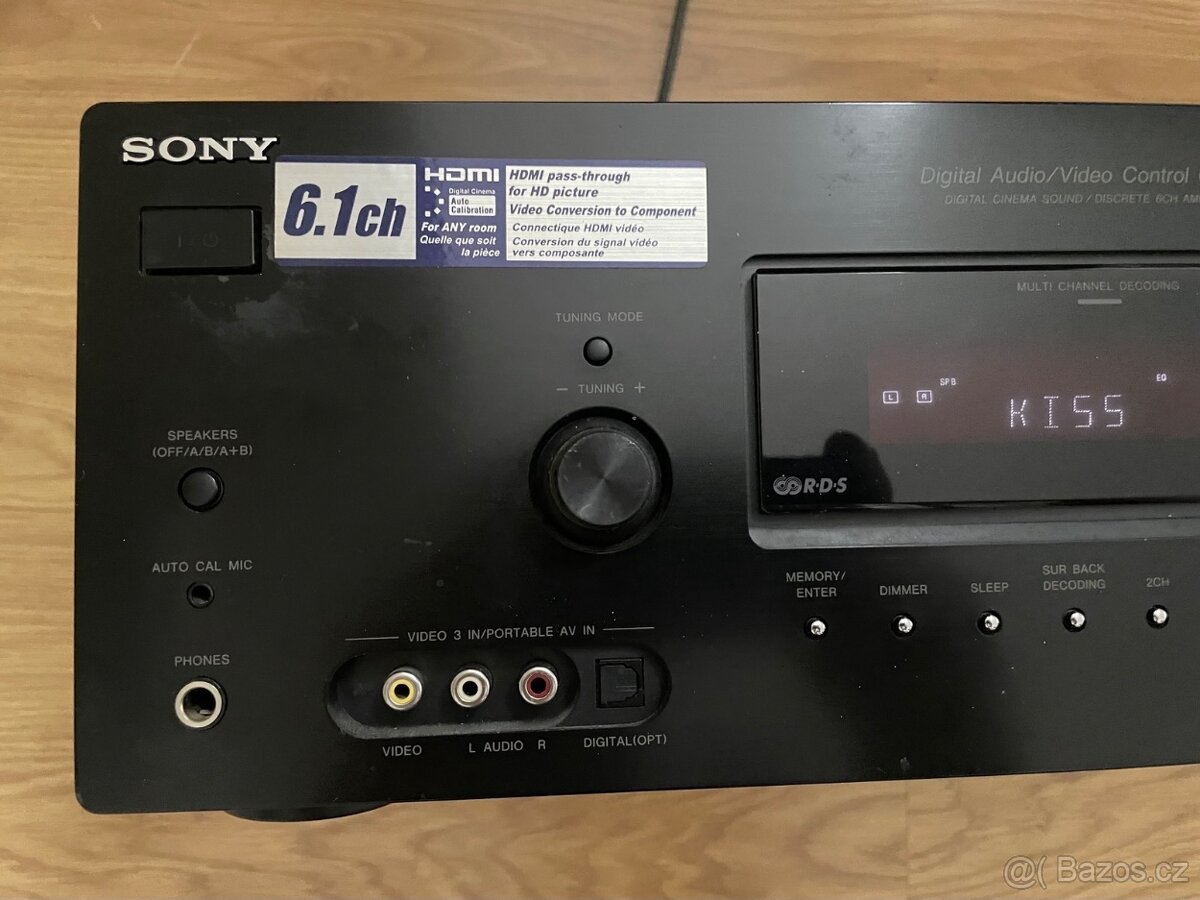 SONY
6.1ch
HDMI
Digital Cinema
Auto
Calibration
For ANY room
Quelle que soit
la pièce
HDMI pass-through
for HD picture
Video Conversion to Component
Connectique HDMI vidéo
Conversion du signal vidéo
vers composante
I / ⏻
Digital Audio/Video Control
DIGITAL CINEMA SOUND / DISCRETE 6CH AM
MULTI CHANNEL DECODING
TUNING MODE
− TUNING +
L R SP B EQ
KISS
R·D·S
SPEAKERS
(OFF/A/B/A+B)
AUTO CAL MIC
PHONES
MEMORY/
ENTER
DIMMER
SLEEP
SUR BACK
DECODING
2CH
VIDEO 3 IN/PORTABLE AV IN
VIDEO
L AUDIO R
DIGITAL(OPT)
@( Bazos.cz